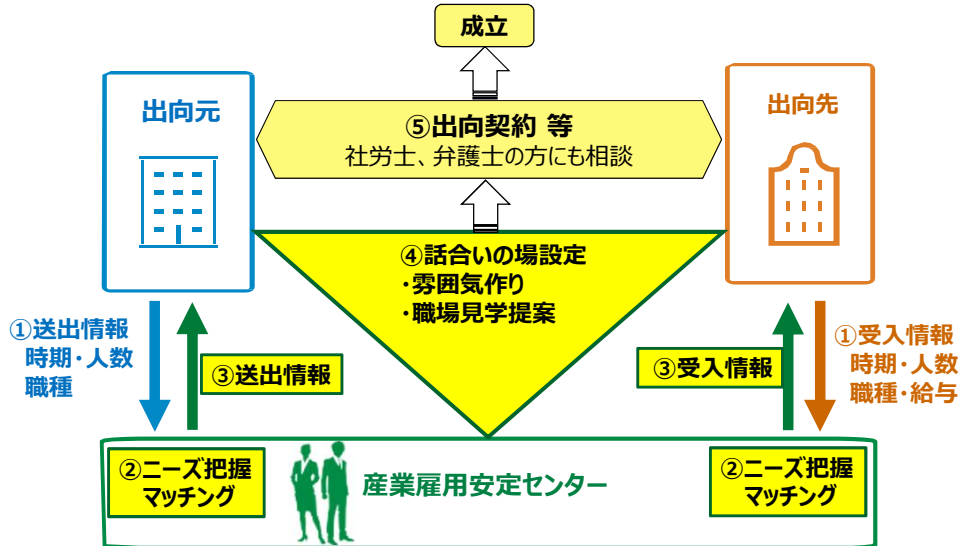 成立
出向元
出向先
⑤出向契約 等
社労士、弁護士の方にも相談
④話合いの場設定
・雰囲気作り
・職場見学提案
①送出情報
時期・人数
職種
③送出情報
③受入情報
①受入情報
時期・人数
職種・給与
②ニーズ把握
マッチング
産業雇用安定センター
②ニーズ把握
マッチング